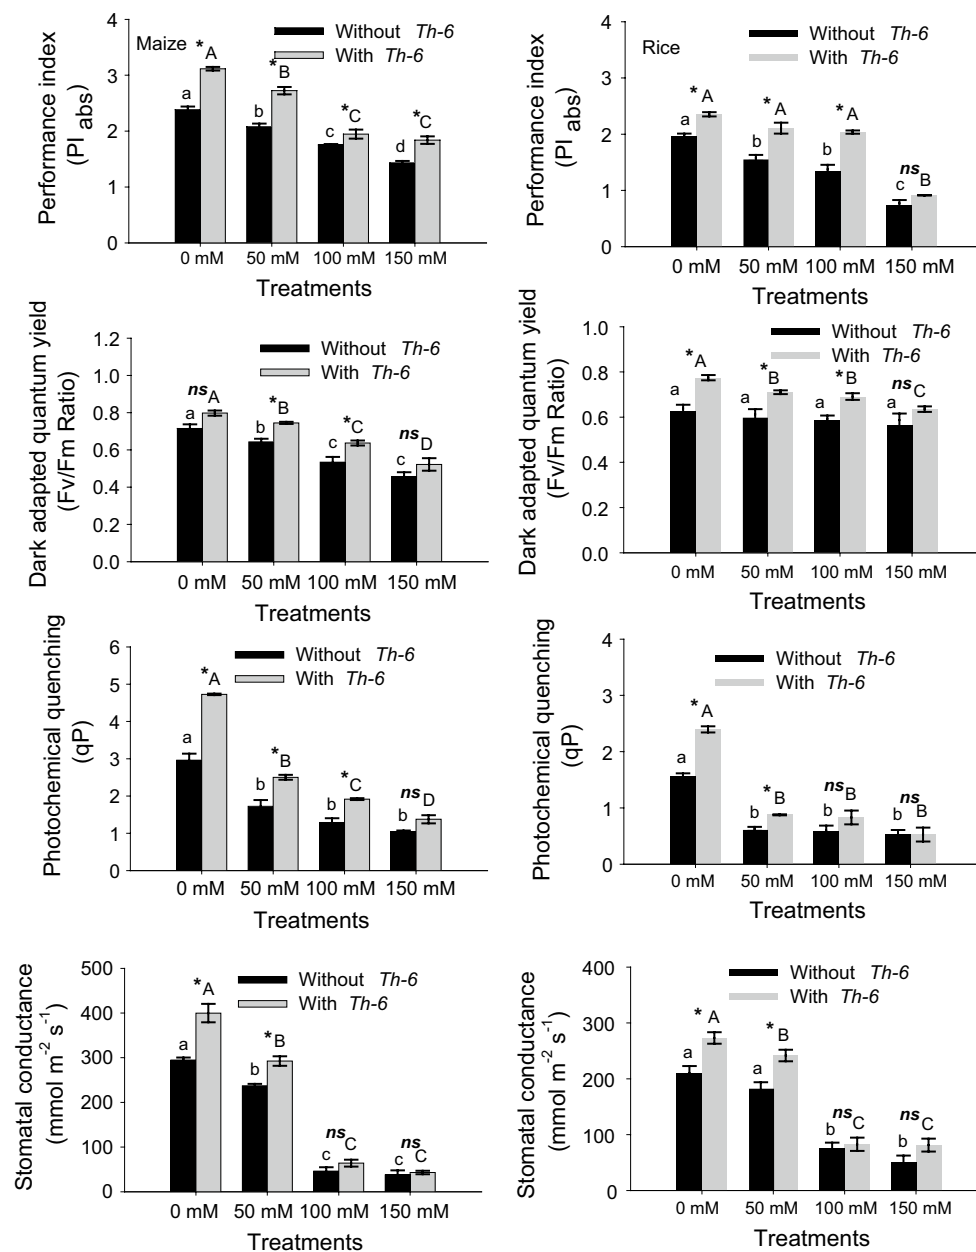 Maize
Without Th-6
With Th-6
Performance index
(PI abs)
4
3
2
1
0
a
*A
b
*B
c
*C
d
*C
0 mM 50 mM 100 mM 150 mM
Treatments
Rice
Without Th-6
With Th-6
Performance index
(PI abs)
4
3
2
1
0
a
*A
b
*A
b
*A
c
ns B
0 mM 50 mM 100 mM 150 mM
Treatments
Without Th-6
With Th-6
Dark adapted quantum yield
(Fv/Fm Ratio)
1.2
1.0
0.8
0.6
0.4
0.2
0.0
a
ns A
b
*B
c
*C
c
ns D
0 mM 50 mM 100 mM 150 mM
Treatments
Without Th-6
With Th-6
Dark adapted quantum yield
(Fv/Fm Ratio)
1.0
0.8
0.6
0.4
0.2
0.0
a
*A
a
*B
a
*B
a
ns C
0 mM 50 mM 100 mM 150 mM
Treatments
Without Th-6
With Th-6
Photochemical quenching
(qP)
6
5
4
3
2
1
0
a
*A
b
*B
b
*C
b
ns D
0 mM 50 mM 100 mM 150 mM
Treatments
Without Th-6
With Th-6
Photochemical quenching
(qP)
4
3
2
1
0
a
*A
b
*B
b
ns B
b
ns B
0 mM 50 mM 100 mM 150 mM
Treatments
Without Th-6
With Th-6
Stomatal conductance
(mmol m⁻² s⁻¹)
500
400
300
200
100
0
a
*A
b
*B
c
ns C
c
ns C
0 mM 50 mM 100 mM 150 mM
Treatments
Without Th-6
With Th-6
Stomatal conductance
(mmol m⁻² s⁻¹)
400
300
200
100
0
a
*A
a
*B
b
ns C
b
ns C
0 mM 50 mM 100 mM 150 mM
Treatments